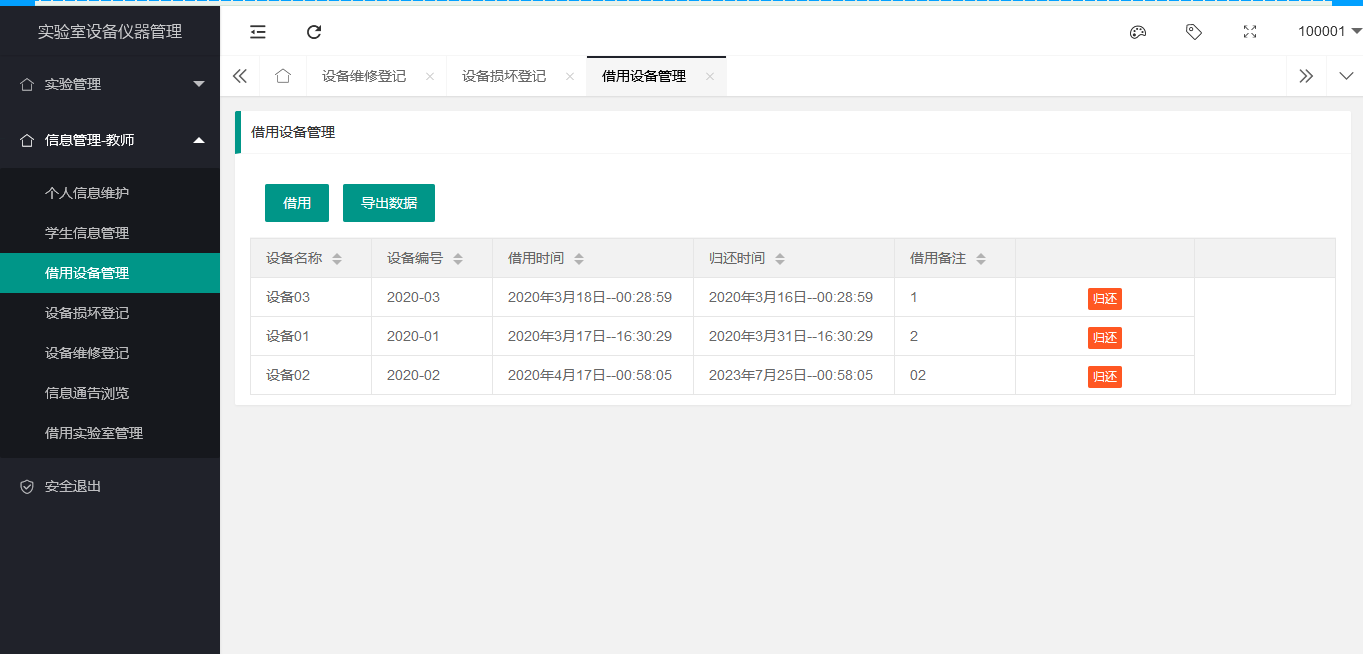 实验室设备仪器管理
100001
实验管理
设备维修登记
设备损坏登记
借用设备管理
信息管理-教师
个人信息维护
学生信息管理
借用设备管理
设备损坏登记
设备维修登记
信息通告浏览
借用实验室管理
安全退出
借用设备管理
借用 导出数据
设备名称 设备编号 借用时间 归还时间 借用备注
设备03 2020-03 2020年3月18日--00:28:59 2020年3月16日--00:28:59 1 归还
设备01 2020-01 2020年3月17日--16:30:29 2020年3月31日--16:30:29 2 归还
设备02 2020-02 2020年4月17日--00:58:05 2023年7月25日--00:58:05 02 归还